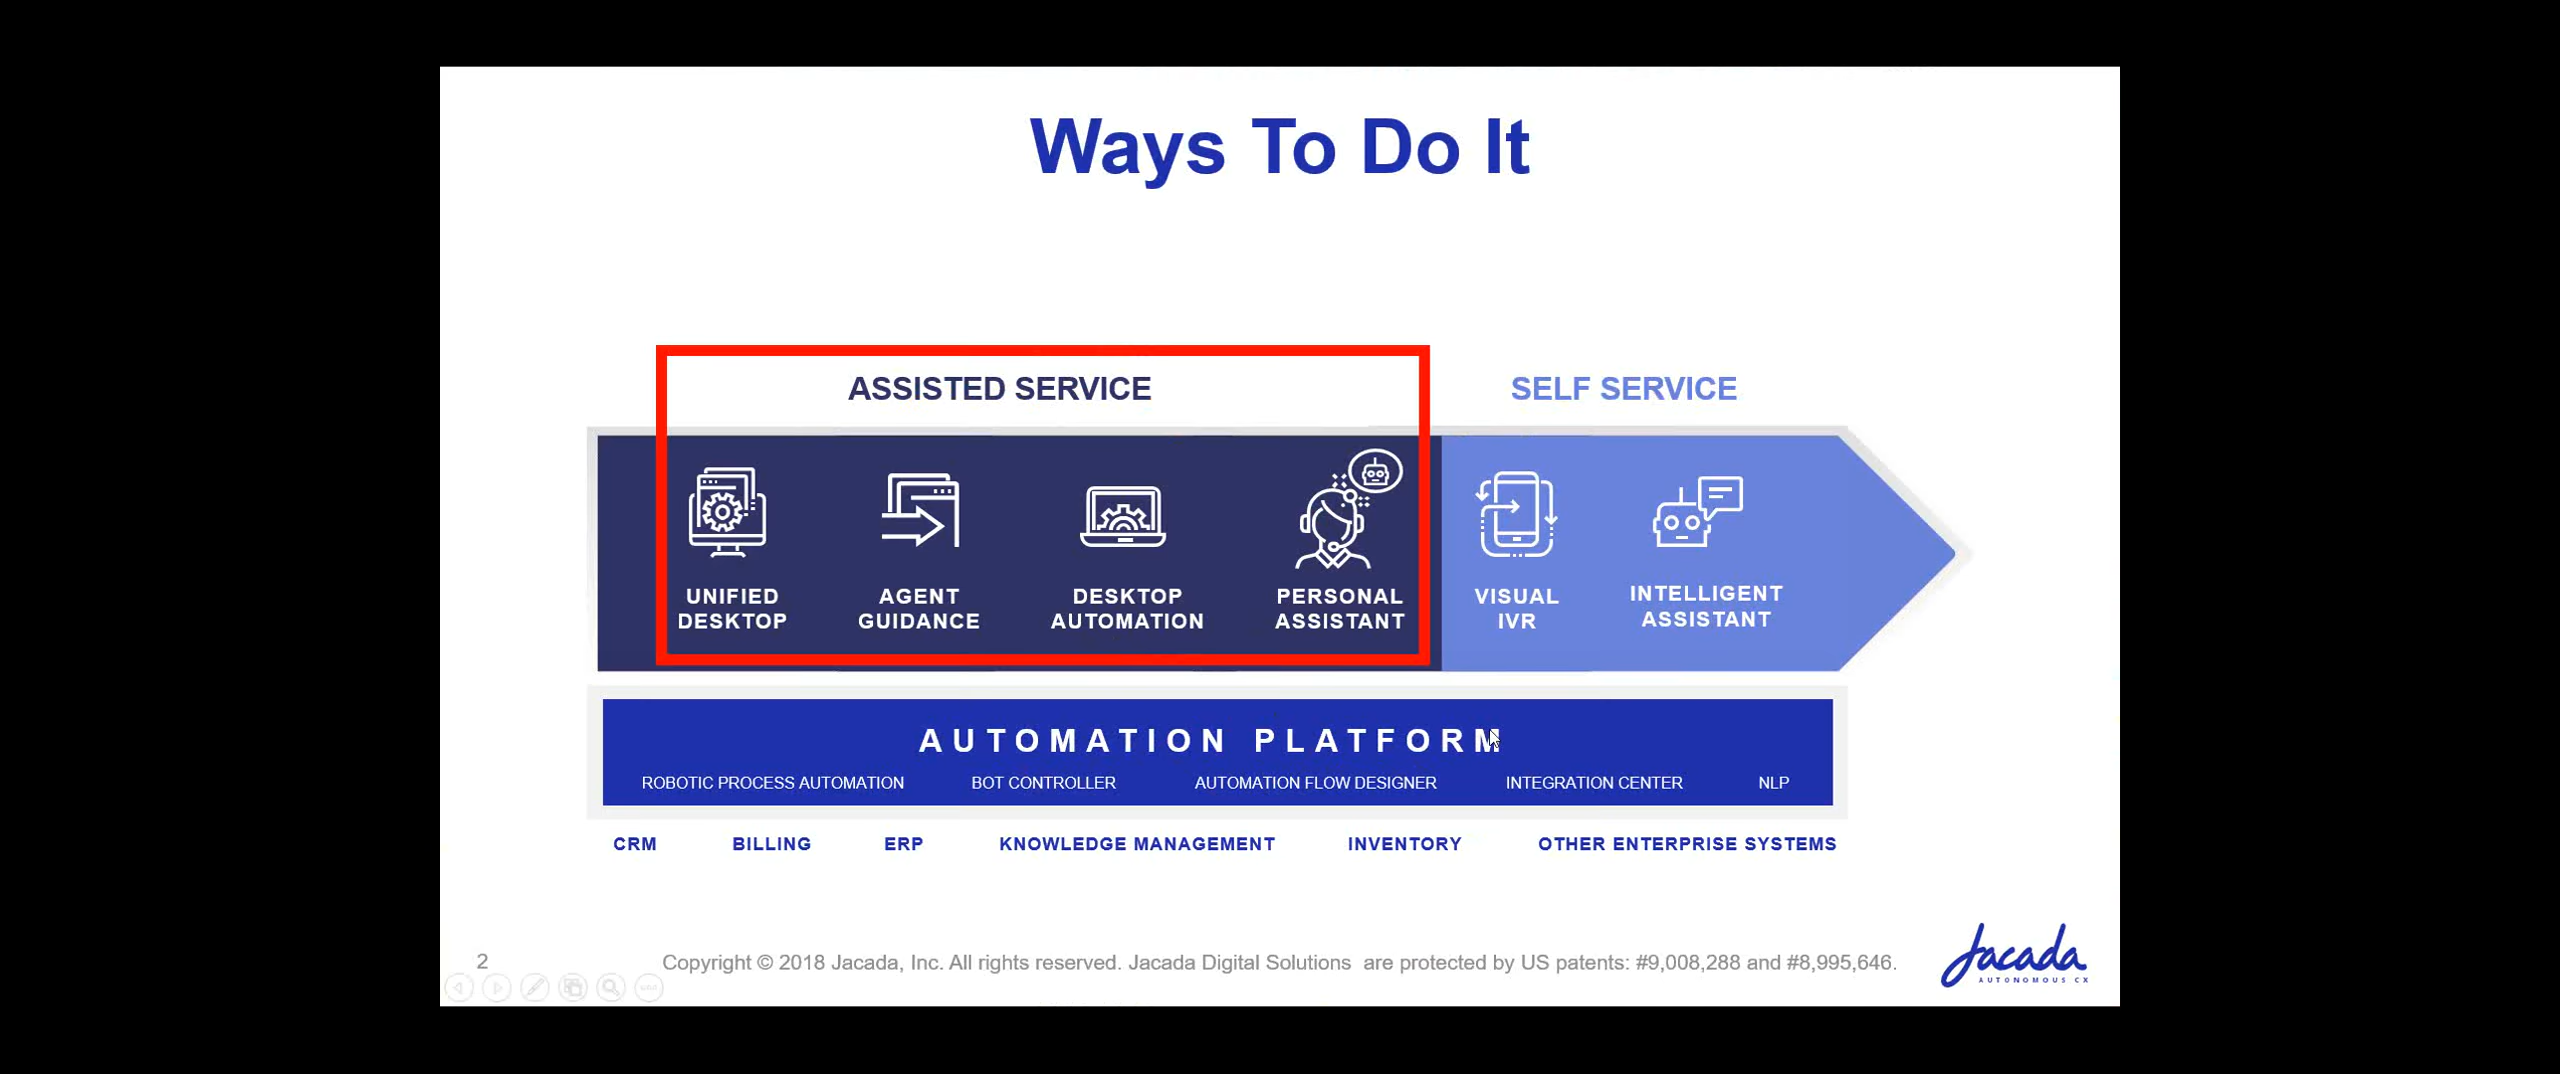 Ways To Do It
ASSISTED SERVICE
SELF SERVICE
UNIFIED
DESKTOP
AGENT
GUIDANCE
DESKTOP
AUTOMATION
PERSONAL
ASSISTANT
VISUAL
IVR
INTELLIGENT
ASSISTANT
AUTOMATION PLATFORM
ROBOTIC PROCESS AUTOMATION BOT CONTROLLER AUTOMATION FLOW DESIGNER INTEGRATION CENTER NLP
CRM BILLING ERP KNOWLEDGE MANAGEMENT INVENTORY OTHER ENTERPRISE SYSTEMS
2
Copyright © 2018 Jacada, Inc. All rights reserved. Jacada Digital Solutions are protected by US patents: #9,008,288 and #8,995,646.
Jacada
AUTONOMOUS CX